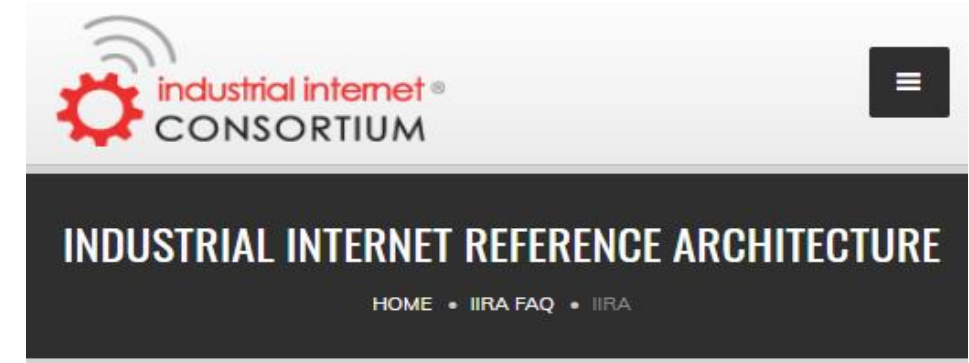 industrial internet ®
CONSORTIUM
INDUSTRIAL INTERNET REFERENCE ARCHITECTURE
HOME • IIRA FAQ • IIRA